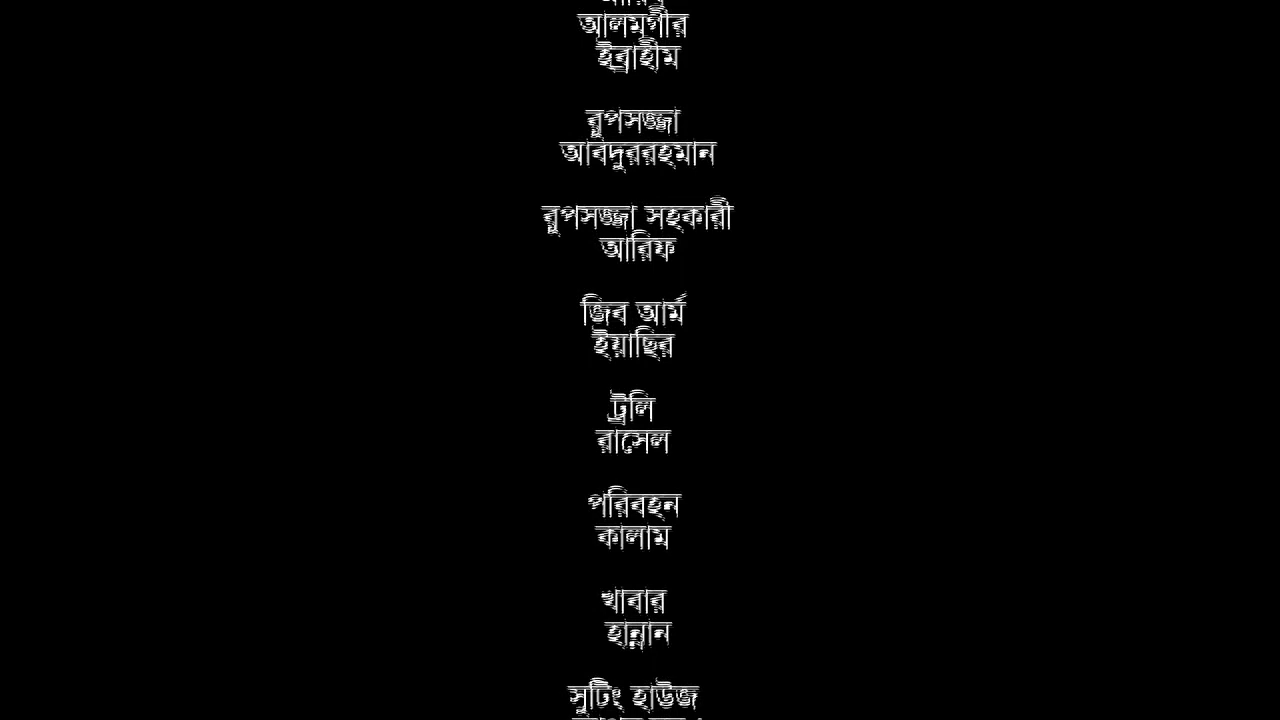 আলমগীর
ইব্রাহীম
রুপসজ্জা
আবদুররহমান
রুপসজ্জা সহকারী
আরিফ
জিব আর্ম
ইয়াছির
ট্রলি
রাসেল
পরিবহন
কালাম
খাবার
হান্নান
সুটিং হাউজ